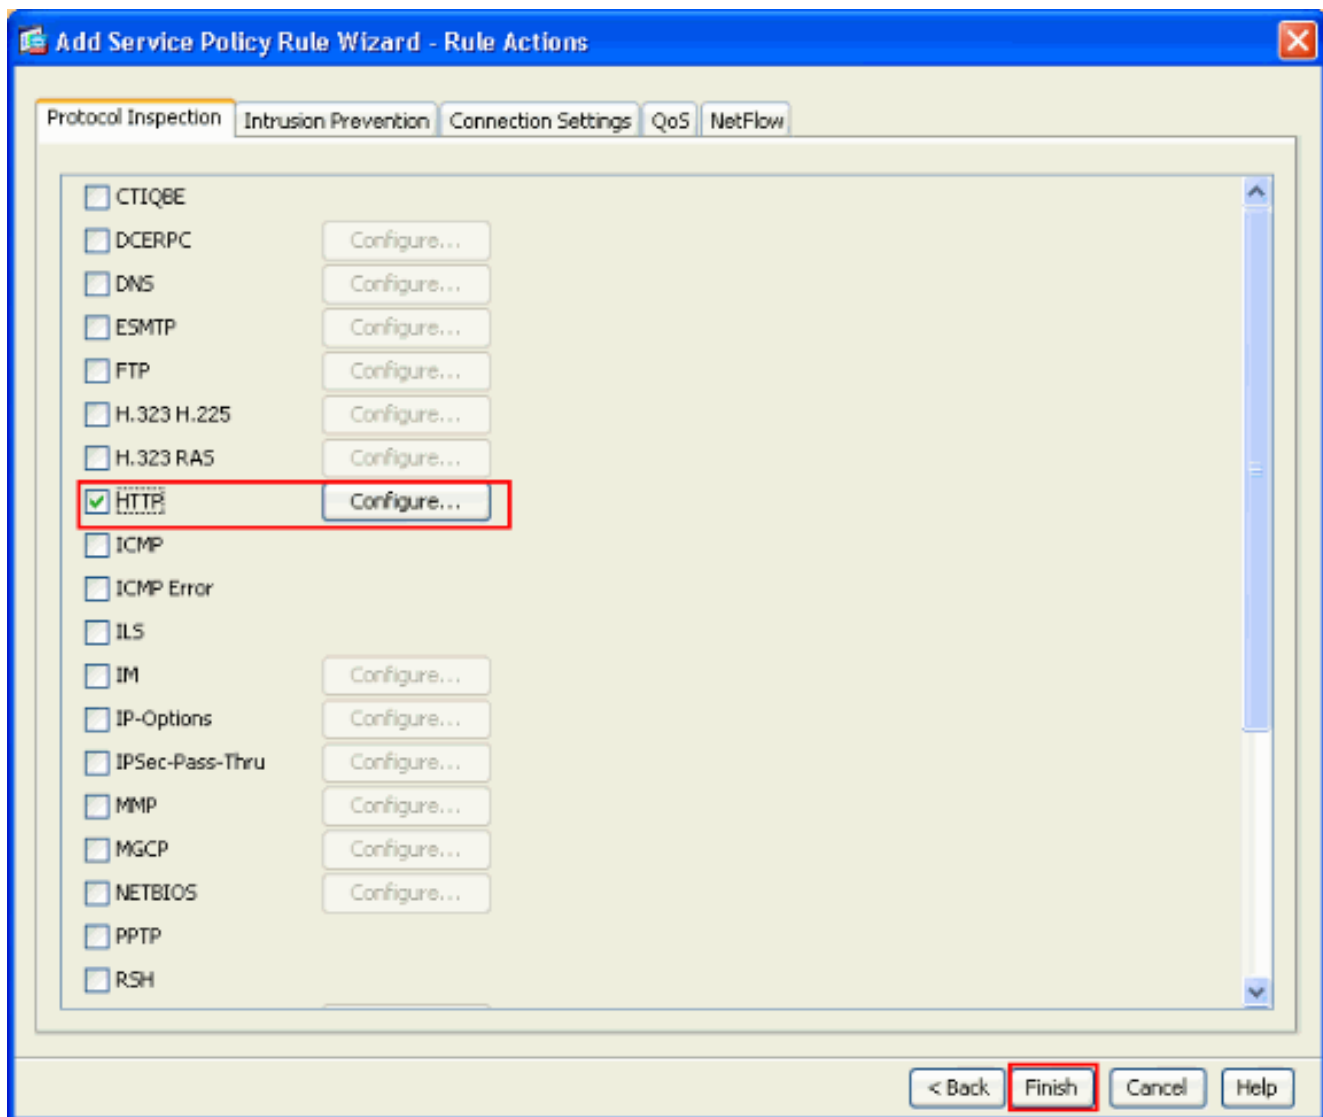 Add Service Policy Rule Wizard - Rule Actions
Protocol Inspection Intrusion Prevention Connection Settings QoS NetFlow
CTIQBE
DCERPC Configure...
DNS Configure...
ESMTP Configure...
FTP Configure...
H.323 H.225 Configure...
H.323 RAS Configure...
HTTP Configure...
ICMP
ICMP Error
ILS
IM Configure...
IP-Options Configure...
IPSec-Pass-Thru Configure...
MMP Configure...
MGCP Configure...
NETBIOS Configure...
PPTP
RSH
< Back Finish Cancel Help